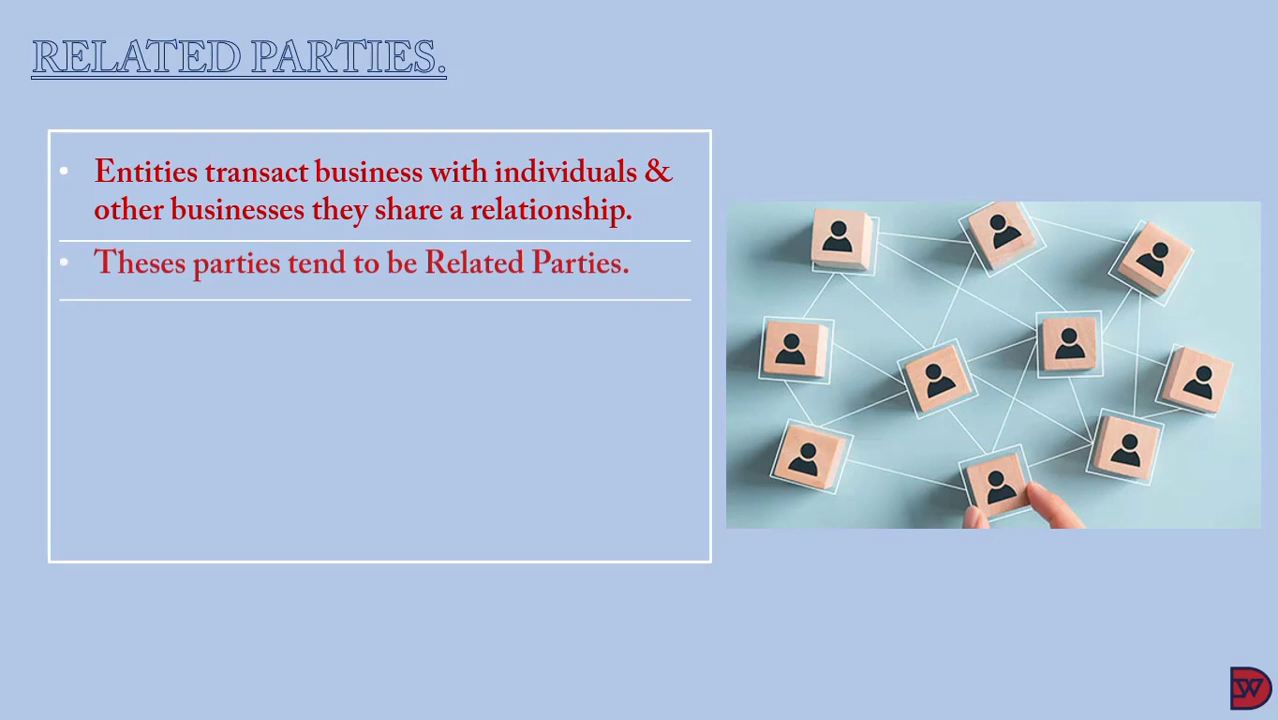 RELATED PARTIES.
• Entities transact business with individuals &
other businesses they share a relationship.
• Theses parties tend to be Related Parties.
DW